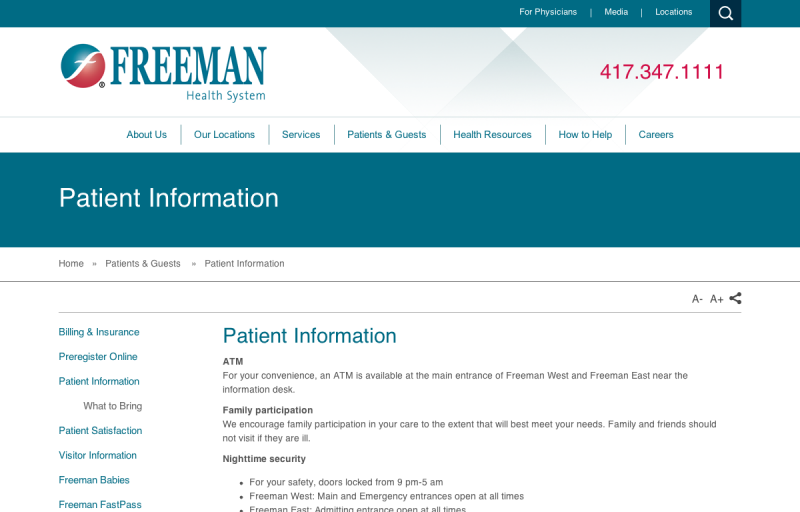 For Physicians | Media | Locations
FREEMAN
®
Health System
417.347.1111
About Us
Our Locations
Services
Patients & Guests
Health Resources
How to Help
Careers
Patient Information
Home » Patients & Guests » Patient Information
A- A+
Billing & Insurance
Preregister Online
Patient Information
What to Bring
Patient Satisfaction
Visitor Information
Freeman Babies
Freeman FastPass
Patient Information
ATM
For your convenience, an ATM is available at the main entrance of Freeman West and Freeman East near the
information desk.
Family participation
We encourage family participation in your care to the extent that will best meet your needs. Family and friends should
not visit if they are ill.
Nighttime security
• For your safety, doors locked from 9 pm-5 am
• Freeman West: Main and Emergency entrances open at all times
• Freeman East: Admitting entrance open at all times